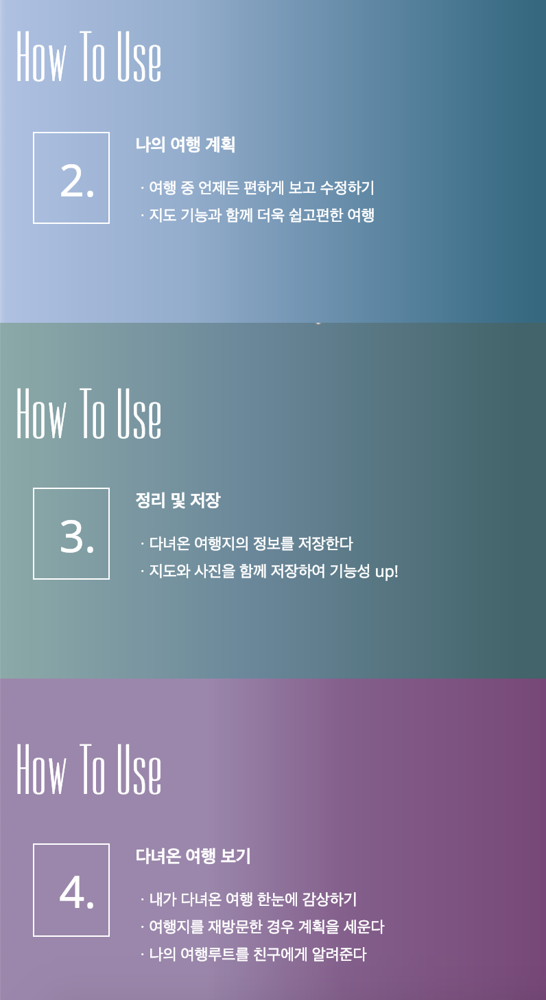 How To Use
2.
나의 여행 계획
· 여행 중 언제든 편하게 보고 수정하기
· 지도 기능과 함께 더욱 쉽고편한 여행
How To Use
3.
정리 및 저장
· 다녀온 여행지의 정보를 저장한다
· 지도와 사진을 함께 저장하여 기능성 up!
How To Use
4.
다녀온 여행 보기
· 내가 다녀온 여행 한눈에 감상하기
· 여행지를 재방문한 경우 계획을 세운다
· 나의 여행루트를 친구에게 알려준다